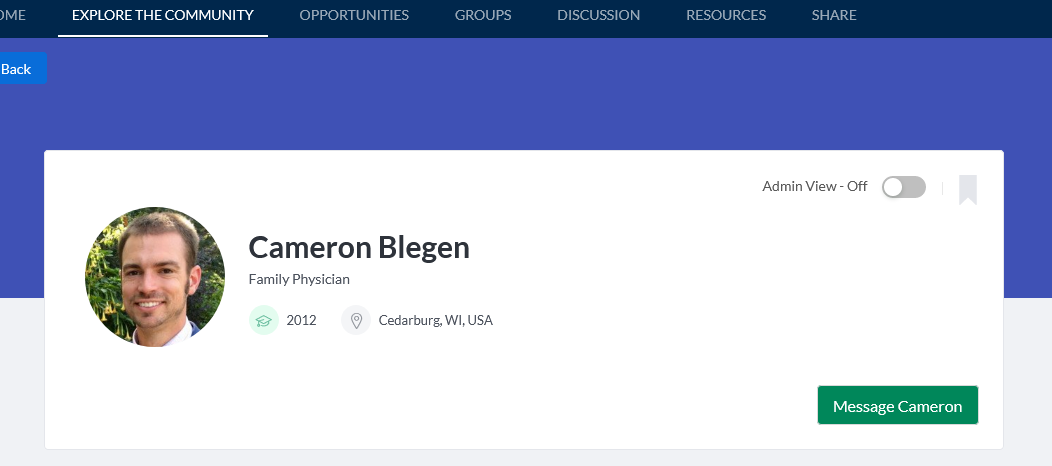 OME EXPLORE THE COMMUNITY OPPORTUNITIES GROUPS DISCUSSION RESOURCES SHARE
Back
Admin View - Off
Cameron Blegen
Family Physician
2012 Cedarburg, WI, USA
Message Cameron